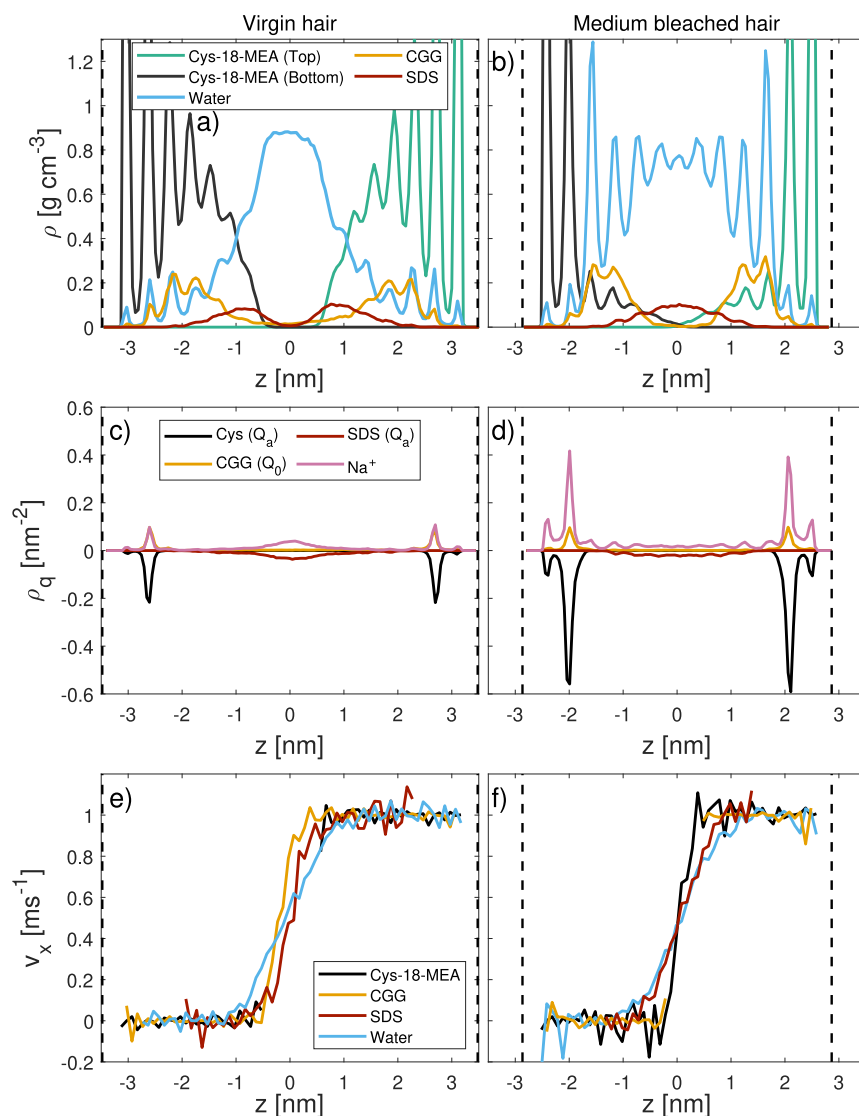 Virgin hair
Medium bleached hair
a)
Cys-18-MEA (Top)
CGG
Cys-18-MEA (Bottom)
SDS
Water
b)
1.2
1
0.8
0.6
0.4
0.2
0
ρ [g cm⁻³]
-3 -2 -1 0 1 2 3
-3 -2 -1 0 1 2 3
z [nm]
z [nm]
c)
Cys (Qₐ)
SDS (Qₐ)
CGG (Q₀)
Na⁺
d)
0.6
0.4
0.2
0
-0.2
-0.4
-0.6
ρ_q [nm⁻²]
-3 -2 -1 0 1 2 3
-3 -2 -1 0 1 2 3
z [nm]
z [nm]
e)
f)
1
0.8
0.6
0.4
0.2
0
-0.2
vₓ [ms⁻¹]
Cys-18-MEA
CGG
SDS
Water
-3 -2 -1 0 1 2 3
-3 -2 -1 0 1 2 3
z [nm]
z [nm]